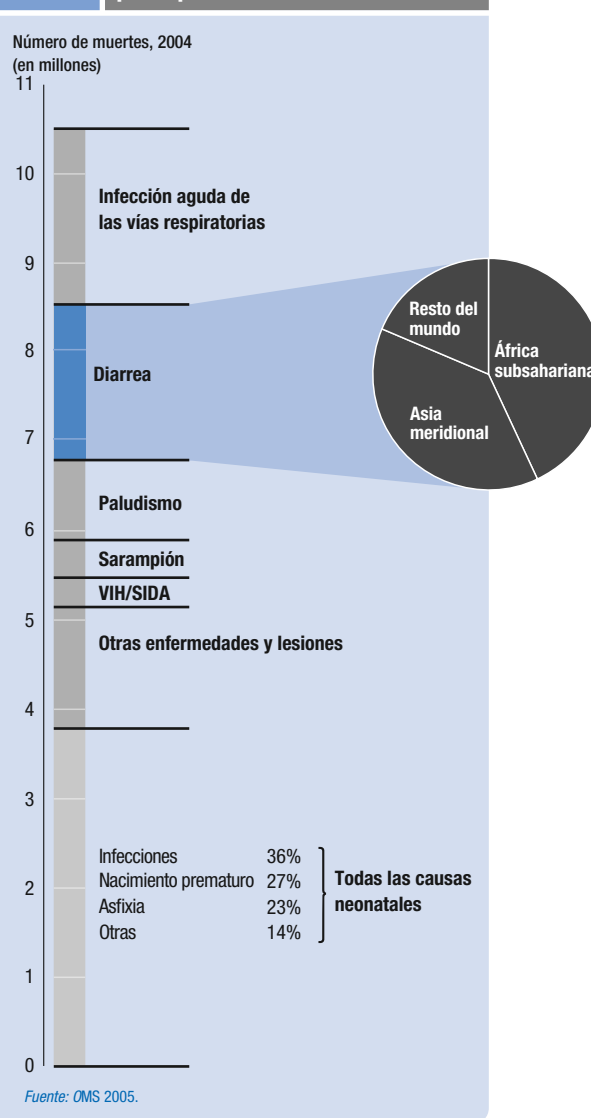 Número de muertes, 2004
(en millones)
11
10
Infección aguda de
las vías respiratorias
9
8
Diarrea
7
Resto del
mundo
África
subsahariana
Asia
meridional
Paludismo
6
Sarampión
VIH/SIDA
5
Otras enfermedades y lesiones
4
3
Infecciones 36%
Nacimiento prematuro 27%
Asfixia 23%
Otras 14%
Todas las causas
neonatales
2
1
0
Fuente: OMS 2005.